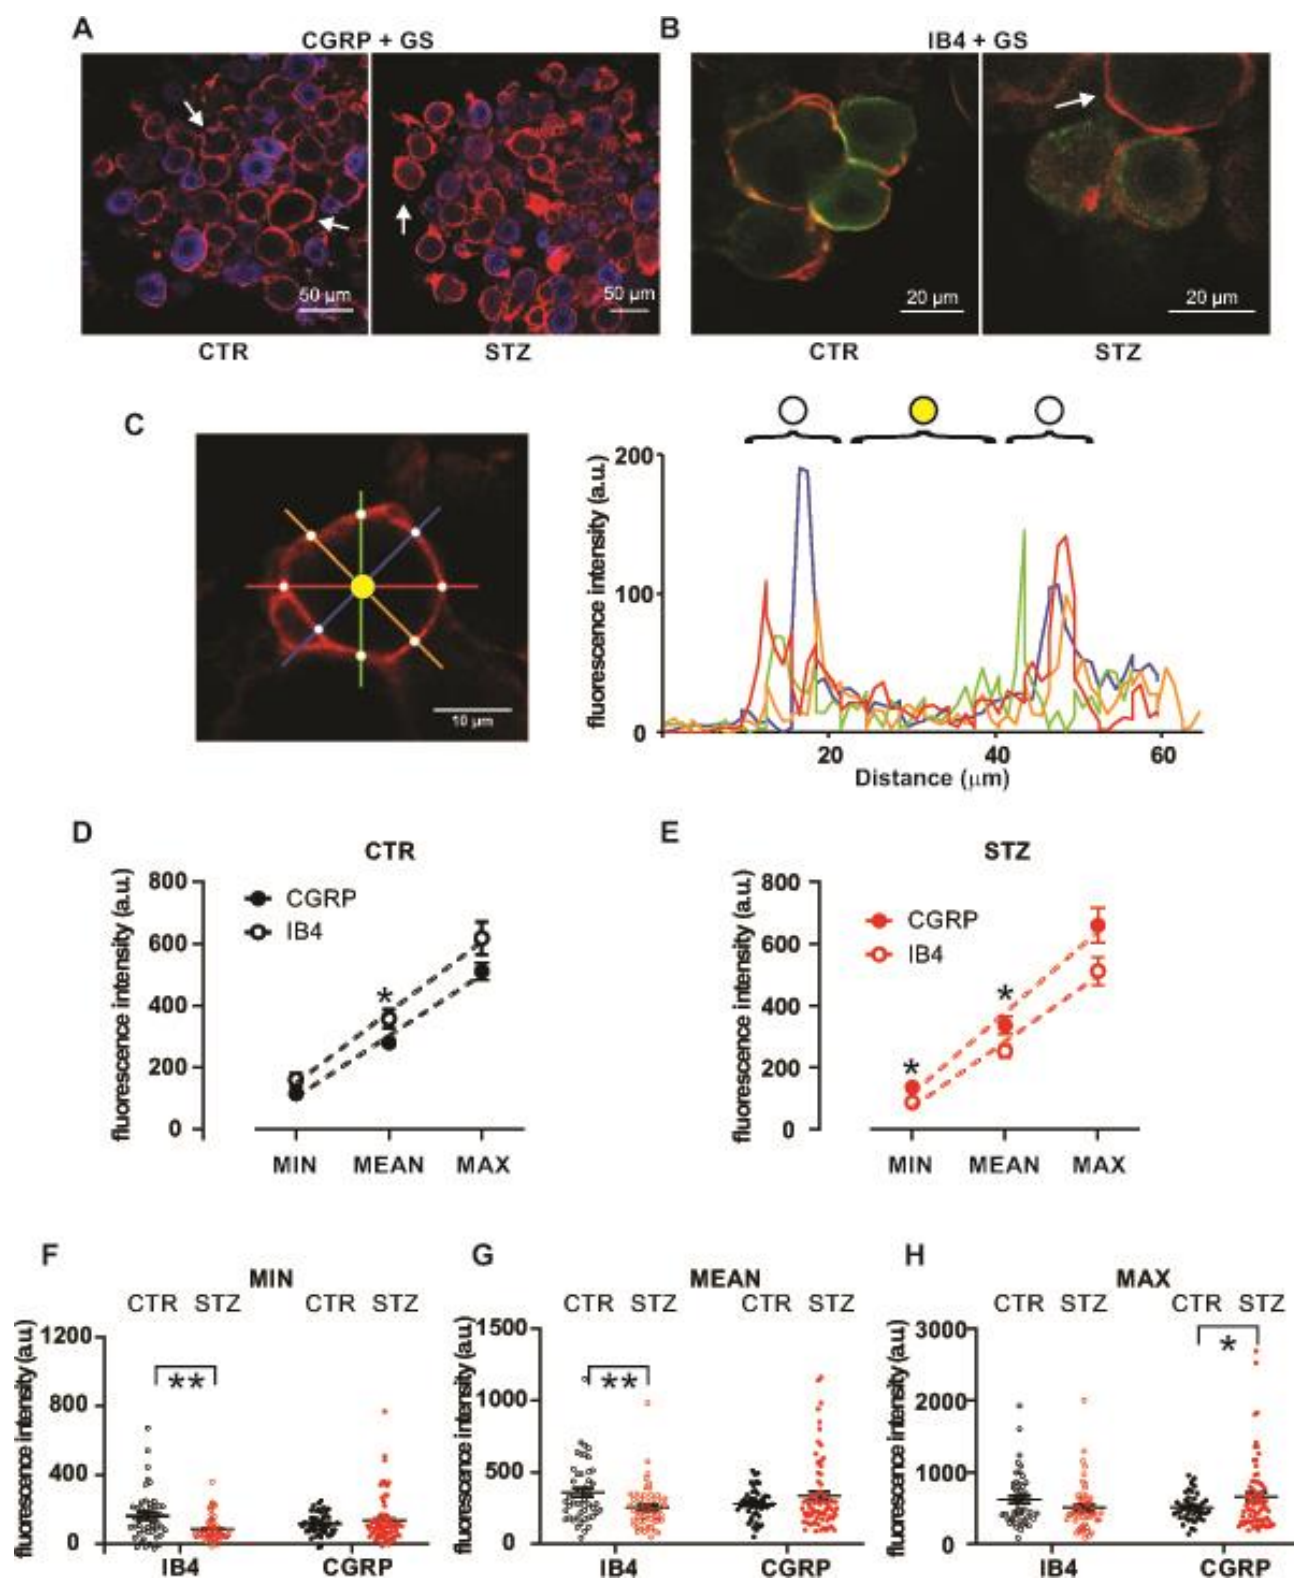 A
CGRP + GS
B
IB4 + GS
50 µm
50 µm
20 µm
20 µm
CTR
STZ
CTR
STZ
C
10 µm
fluorescence intensity (a.u.)
200
100
0
20
40
60
Distance (µm)
D
CTR
fluorescence intensity (a.u.)
800
600
400
200
0
CGRP
IB4
*
MIN
MEAN
MAX
E
STZ
fluorescence intensity (a.u.)
800
600
400
200
0
CGRP
IB4
*
*
MIN
MEAN
MAX
F
MIN
CTR STZ CTR STZ
fluorescence intensity (a.u.)
1200
800
400
0
**
IB4
CGRP
G
MEAN
CTR STZ CTR STZ
fluorescence intensity (a.u.)
1500
1000
500
0
**
IB4
CGRP
H
MAX
CTR STZ CTR STZ
fluorescence intensity (a.u.)
3000
2000
1000
0
*
IB4
CGRP